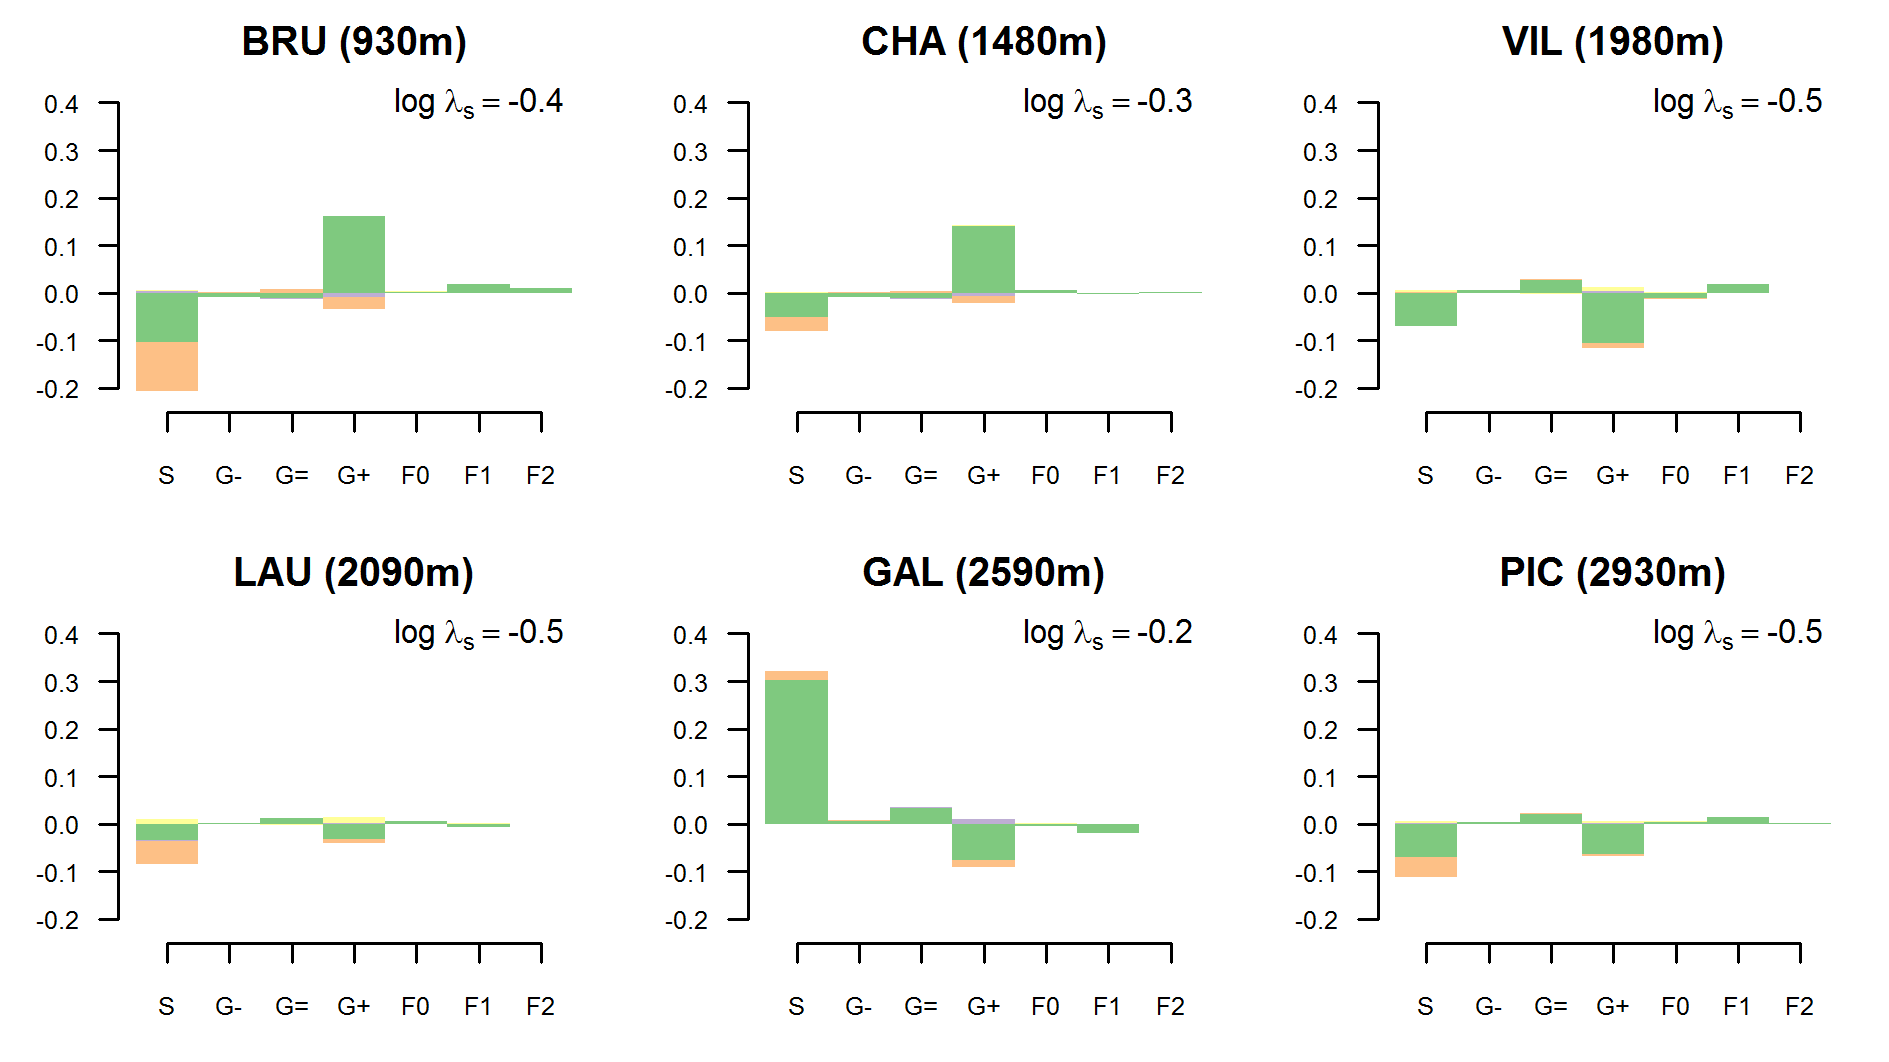 BRU (930m)
log λs = -0.4
0.4
0.3
0.2
0.1
0.0
-0.1
-0.2
S G- G= G+ F0 F1 F2
CHA (1480m)
log λs = -0.3
0.4
0.3
0.2
0.1
0.0
-0.1
-0.2
S G- G= G+ F0 F1 F2
VIL (1980m)
log λs = -0.5
0.4
0.3
0.2
0.1
0.0
-0.1
-0.2
S G- G= G+ F0 F1 F2
LAU (2090m)
log λs = -0.5
0.4
0.3
0.2
0.1
0.0
-0.1
-0.2
S G- G= G+ F0 F1 F2
GAL (2590m)
log λs = -0.2
0.4
0.3
0.2
0.1
0.0
-0.1
-0.2
S G- G= G+ F0 F1 F2
PIC (2930m)
log λs = -0.5
0.4
0.3
0.2
0.1
0.0
-0.1
-0.2
S G- G= G+ F0 F1 F2